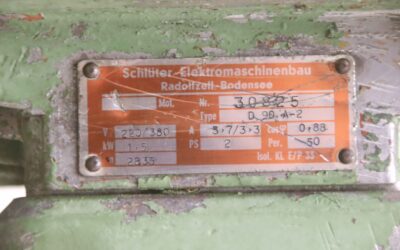 Schlüter-Elektromaschinenbau
Radolfzell-Bodensee
Mot. Nr. 30825
Type D 90 A-2
V 220/380 A 5,7/3,3 cosφ 0,88
kW 1,5 PS 2 Per. 50
n 2835 Isol. Kl. E/P 33